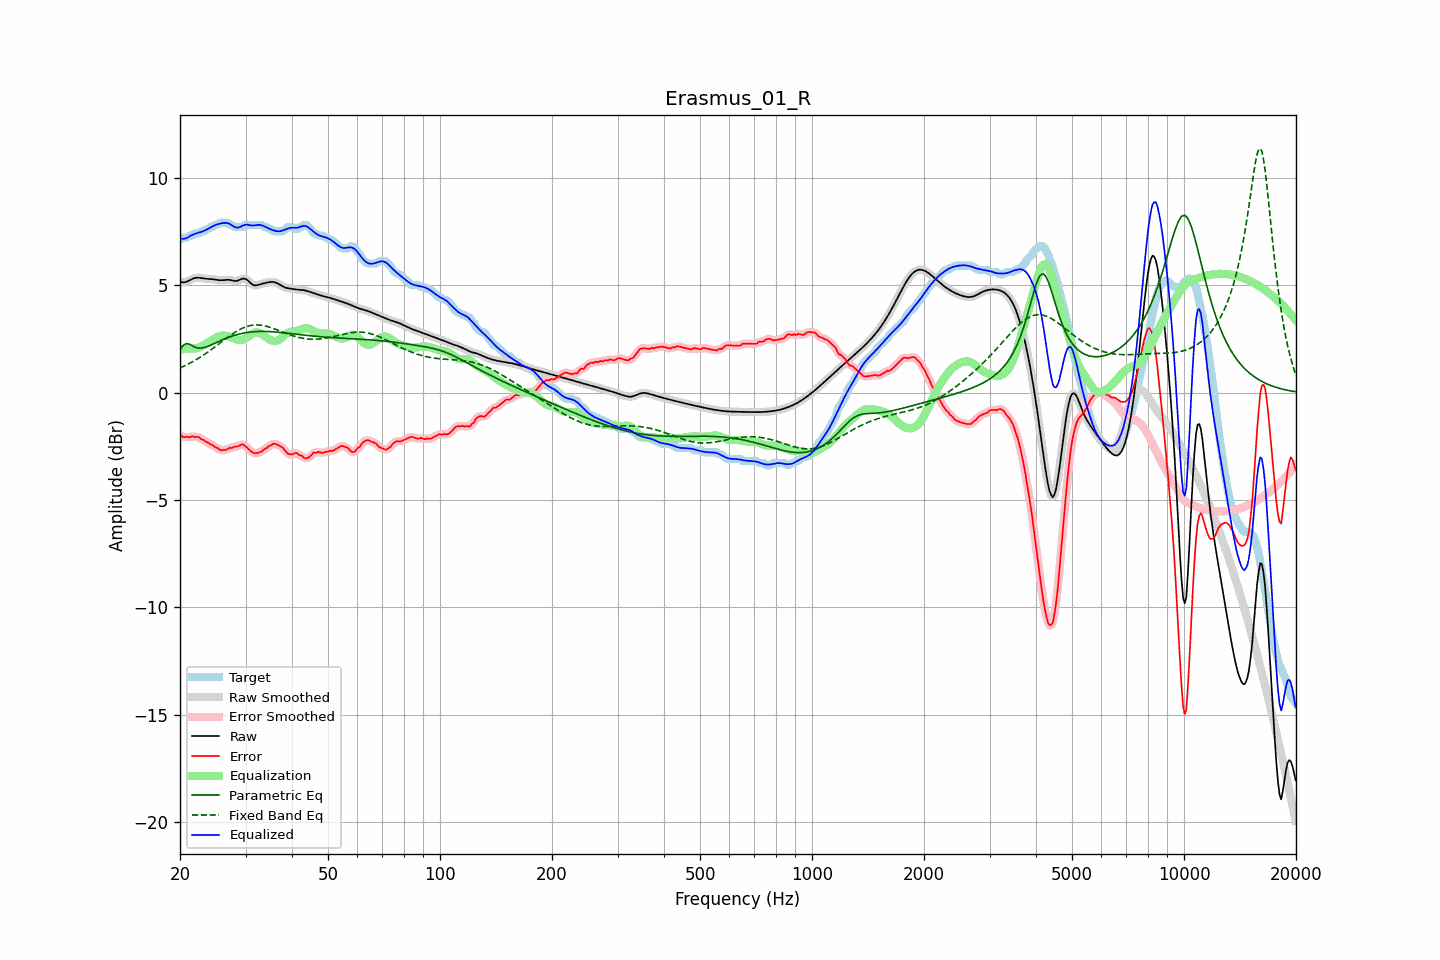 Erasmus_01_R
Amplitude (dBr)
10
5
0
−5
−10
−15
−20
Target
Raw Smoothed
Error Smoothed
Raw
Error
Equalization
Parametric Eq
Fixed Band Eq
Equalized
20
50
100
200
500
1000
2000
5000
10000
20000
Frequency (Hz)